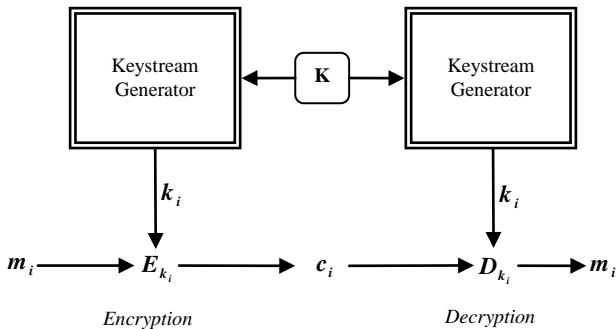 Keystream
Generator
K
Keystream
Generator
k_i
k_i
m_i E_{k_i} c_i D_{k_i} m_i
Encryption Decryption